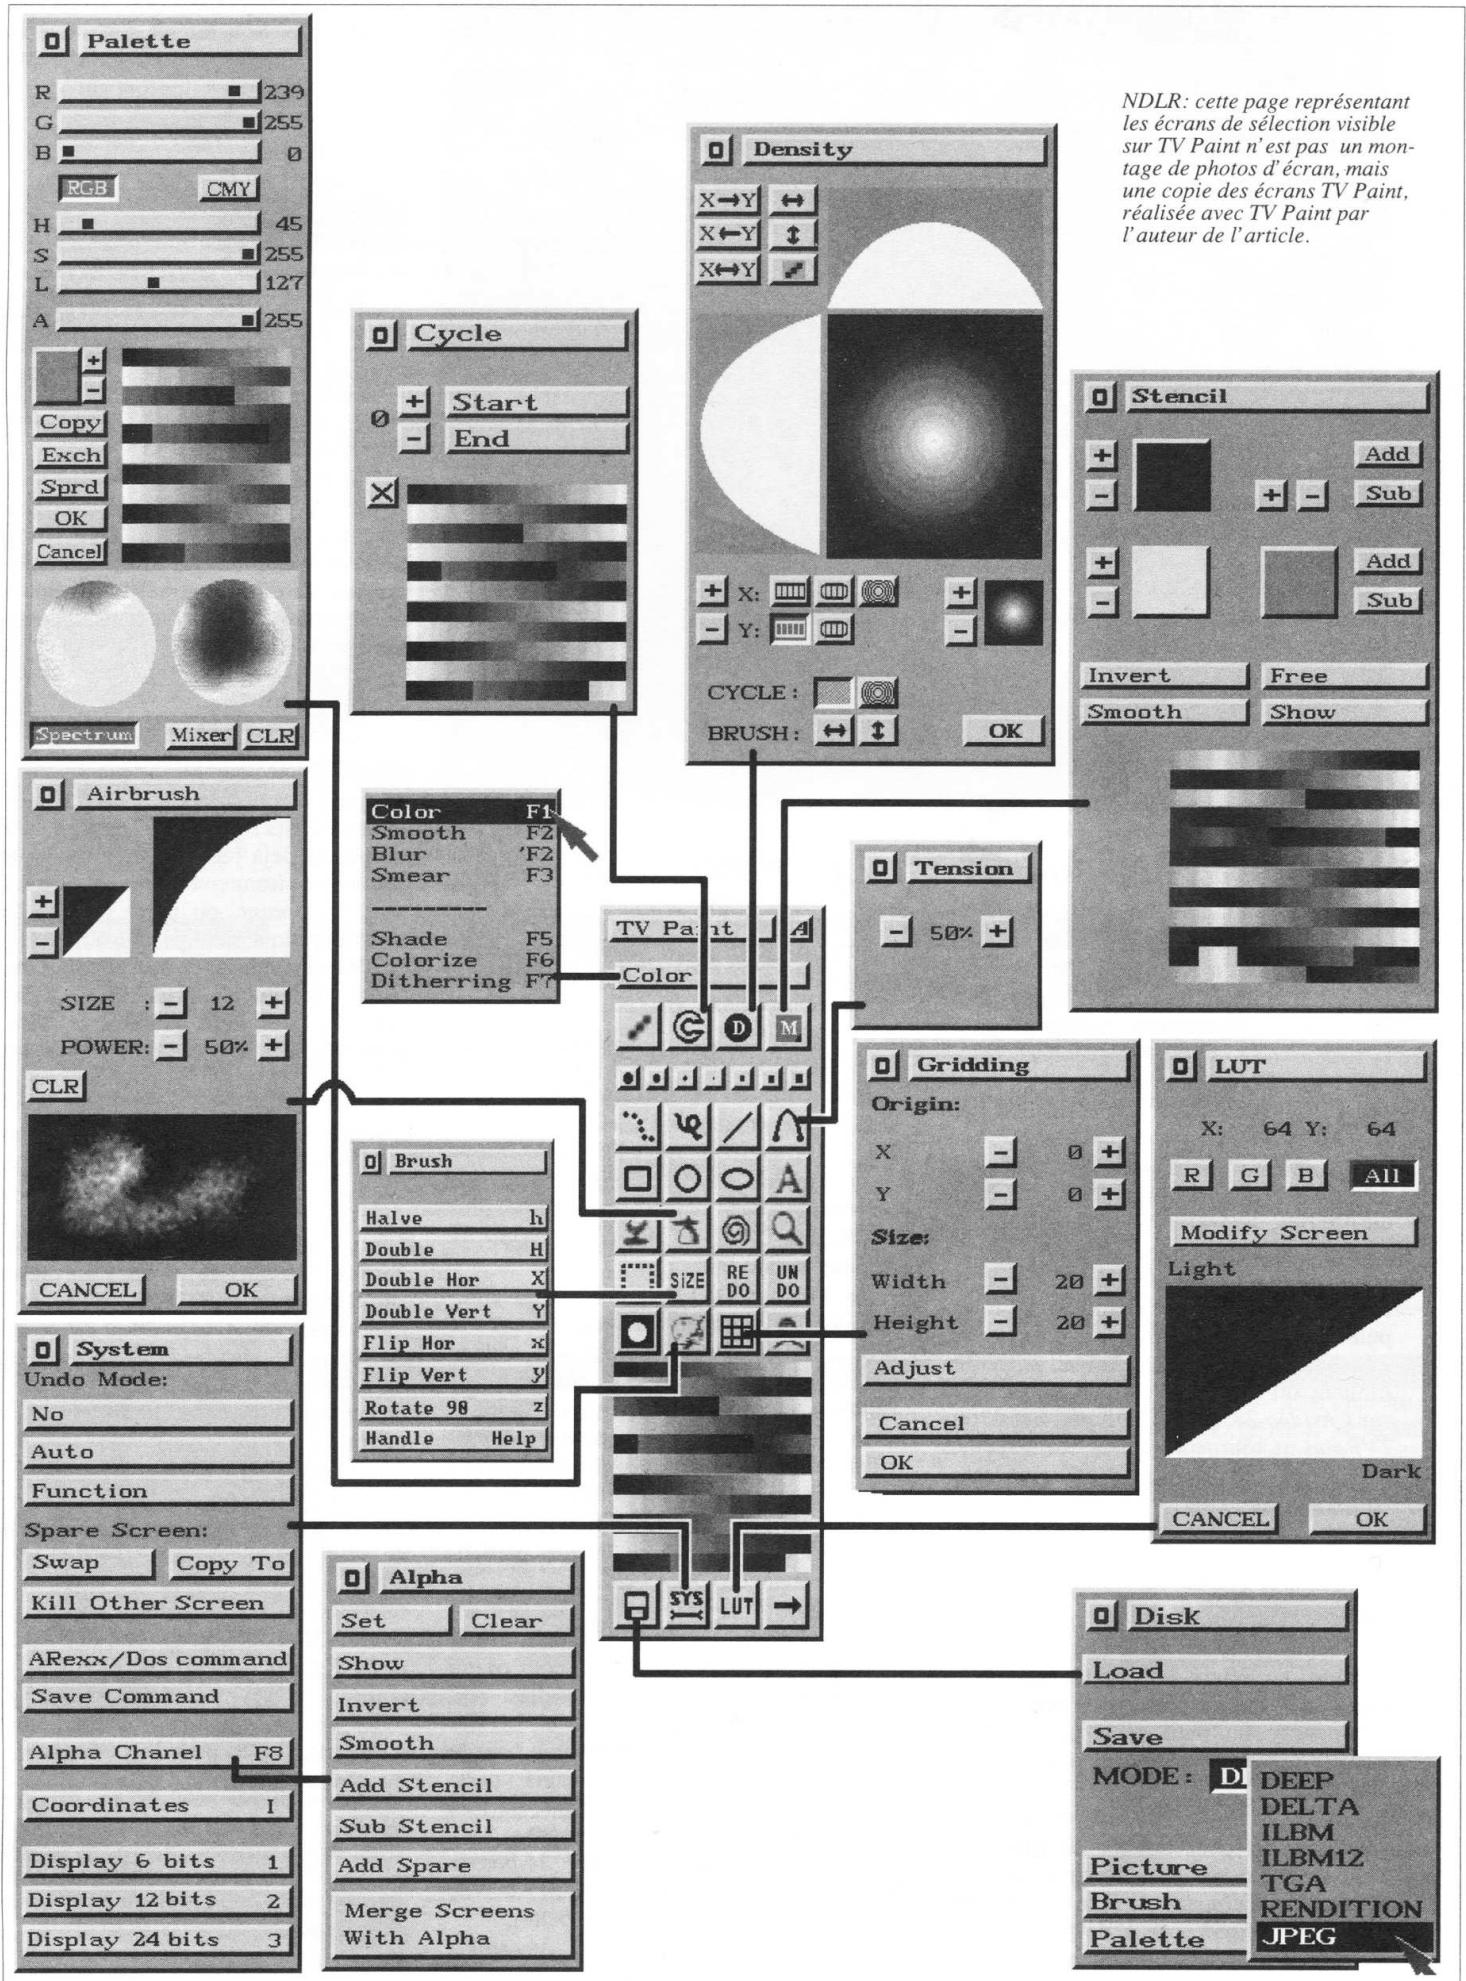 Palette
R 239
G 255
B 0
RGB CMY
H 45
S 255
L 127
A 255
+
-
Copy
Exch
Sprd
OK
Cancel
Spectrum Mixer CLR
NDLR: cette page représentant
les écrans de sélection visible
sur TV Paint n'est pas un mon-
tage de photos d'écran, mais
une copie des écrans TV Paint,
réalisée avec TV Paint par
l'auteur de l'article.
Density
X→Y ↔
X←Y ↕
X↔Y
+ X: +
- Y: -
CYCLE :
BRUSH : ↔ ↕ OK
Cycle
0 + Start
- End
X
Stencil
+ Add
- + - Sub
+ Add
- Sub
Invert Free
Smooth Show
Airbrush
+
-
SIZE : - 12 +
POWER: - 50% +
CLR
CANCEL OK
Color F1
Smooth F2
Blur 'F2
Smear F3
---------
Shade F5
Colorize F6
Ditherring F7
Tension
- 50% +
TV Paint A
Color
C D M
A
SiZE RE DO UN DO
SYS LUT →
Gridding
Origin:
X - 0 +
Y - 0 +
Size:
Width - 20 +
Height - 20 +
Adjust
Cancel
OK
LUT
X: 64 Y: 64
R G B All
Modify Screen
Light
Dark
CANCEL OK
Brush
Halve h
Double H
Double Hor X
Double Vert Y
Flip Hor x
Flip Vert y
Rotate 90 z
Handle Help
System
Undo Mode:
No
Auto
Function
Spare Screen:
Swap Copy To
Kill Other Screen
ARexx/Dos command
Save Command
Alpha Chanel F8
Coordinates I
Display 6 bits 1
Display 12 bits 2
Display 24 bits 3
Alpha
Set Clear
Show
Invert
Smooth
Add Stencil
Sub Stencil
Add Spare
Merge Screens
With Alpha
Disk
Load
Save
MODE :
DEEP
DELTA
ILBM
ILBM12
TGA
RENDITION
JPEG
Picture
Brush
Palette